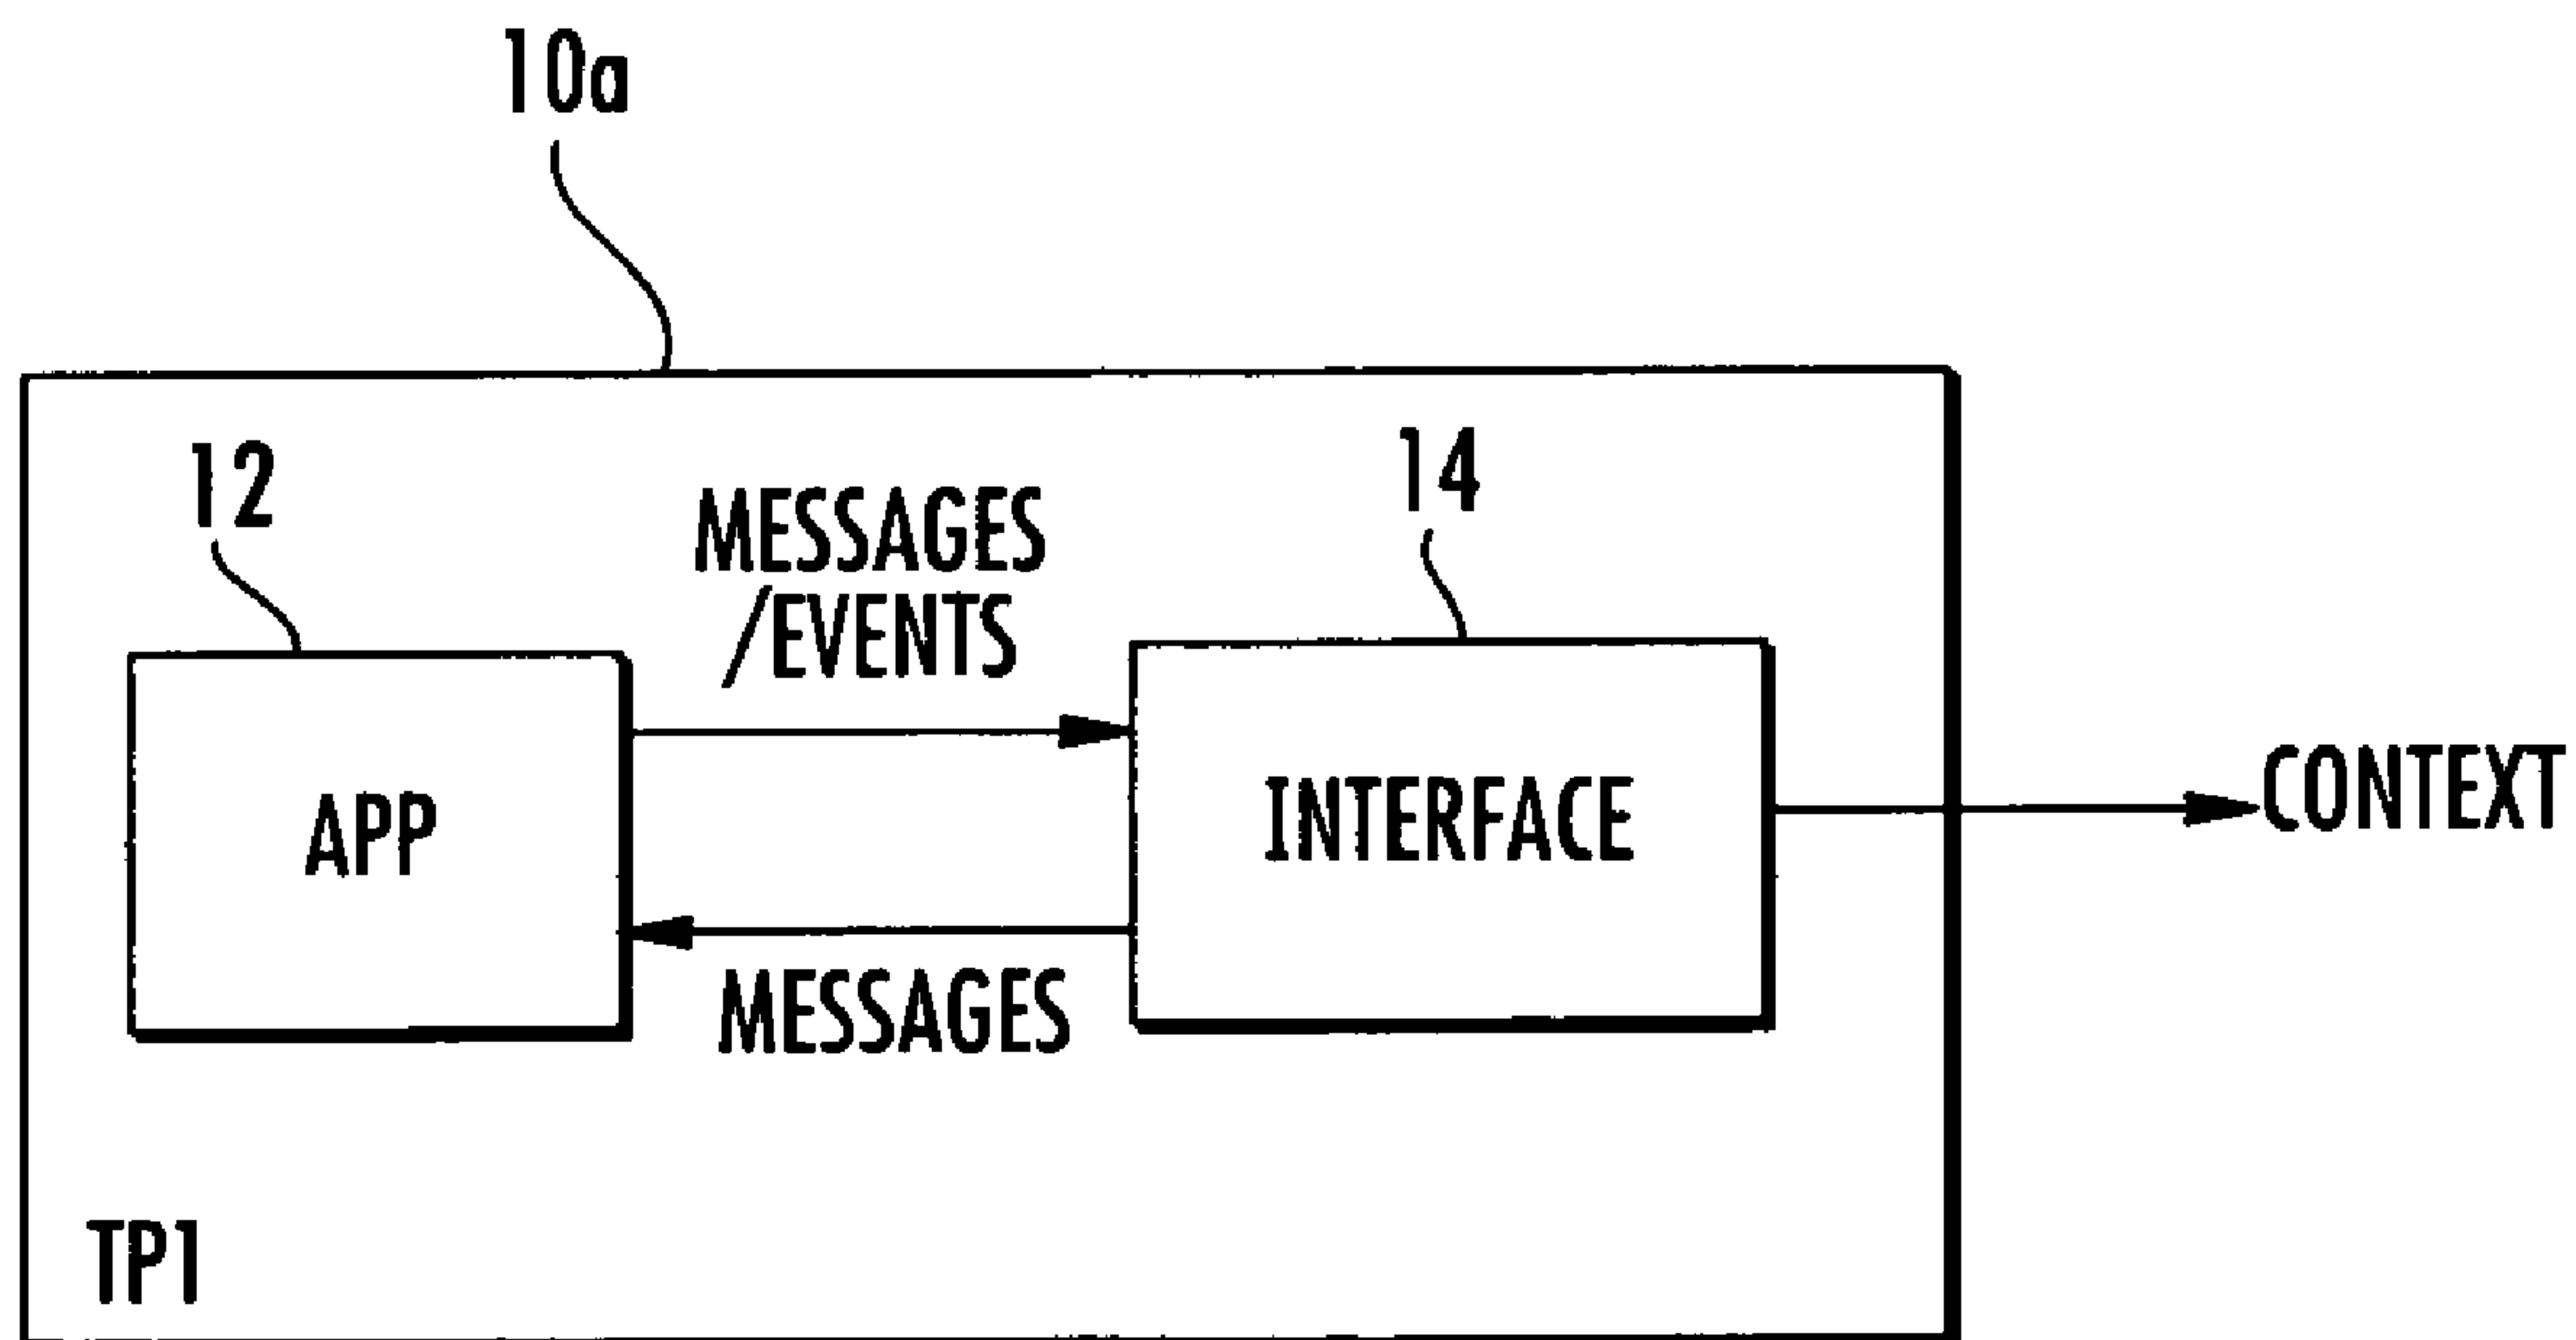 10a
12
14
MESSAGES
/EVENTS
APP
INTERFACE
CONTEXT
MESSAGES
TP1